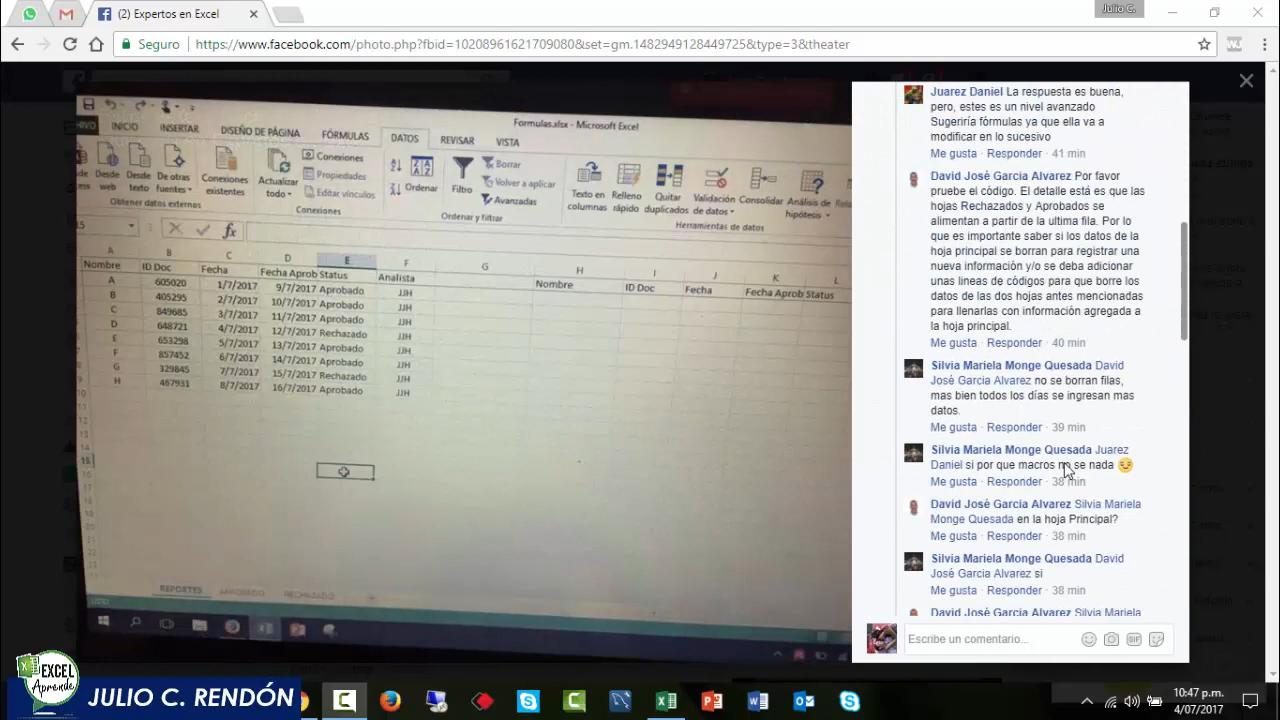 Julio C.
(2) Expertos en Excel
Seguro
https://www.facebook.com/photo.php?fbid=10208961621709080&set=gm.1482949128449725&type=3&theater
Formulas.xlsx - Microsoft Excel
INICIO INSERTAR DISEÑO DE PÁGINA FÓRMULAS DATOS REVISAR VISTA
Desde web
Desde texto
De otras fuentes
Conexiones existentes
Actualizar todo
Conexiones
Propiedades
Editar vínculos
Ordenar
Filtro
Borrar
Volver a aplicar
Avanzadas
Texto en columnas
Relleno rápido
Quitar duplicados
Validación de datos
Consolidar
Análisis de hipótesis
Obtener datos externos
Conexiones
Ordenar y filtrar
Herramientas de datos
fx
A B C D E F G H I J K L
Nombre ID Doc Fecha Fecha Aprob Status Analista Nombre ID Doc Fecha Fecha Aprob Status
A 605020 1/7/2017 9/7/2017 Aprobado JJH
B 405295 2/7/2017 10/7/2017 Aprobado JJH
C 849685 3/7/2017 11/7/2017 Aprobado JJH
D 648721 4/7/2017 12/7/2017 Rechazado JJH
E 653298 5/7/2017 13/7/2017 Aprobado JJH
F 857452 6/7/2017 14/7/2017 Aprobado JJH
G 329845 7/7/2017 15/7/2017 Rechazado JJH
H 467931 8/7/2017 16/7/2017 Aprobado JJH
REPORTES APROBADO RECHAZADO
Juarez Daniel La respuesta es buena,
pero, estes es un nivel avanzado
Sugeriría fórmulas ya que ella va a
modificar en lo sucesivo
Me gusta · Responder · 41 min
David José Garcia Alvarez Por favor
pruebe el código. El detalle está es que las
hojas Rechazados y Aprobados se
alimentan a partir de la ultima fila. Por lo
que es importante saber si los datos de la
hoja principal se borran para registrar una
nueva información y/o se deba adicionar
unas lineas de códigos para que borre los
datos de las dos hojas antes mencionadas
para llenarlas con información agregada a
la hoja principal.
Me gusta · Responder · 40 min
Silvia Mariela Monge Quesada David
José Garcia Alvarez no se borran filas,
mas bien todos los días se ingresan mas
datos.
Me gusta · Responder · 39 min
Silvia Mariela Monge Quesada Juarez
Daniel si por que macros no se nada
Me gusta · Responder · 38 min
David José Garcia Alvarez Silvia Mariela
Monge Quesada en la hoja Principal?
Me gusta · Responder · 38 min
Silvia Mariela Monge Quesada David
José Garcia Alvarez si
Me gusta · Responder · 38 min
David José Garcia Alvarez Silvia Mariela
Escribe un comentario...
GIF
EXCEL
Aprende
JULIO C. RENDÓN
10:47 p.m.
4/07/2017